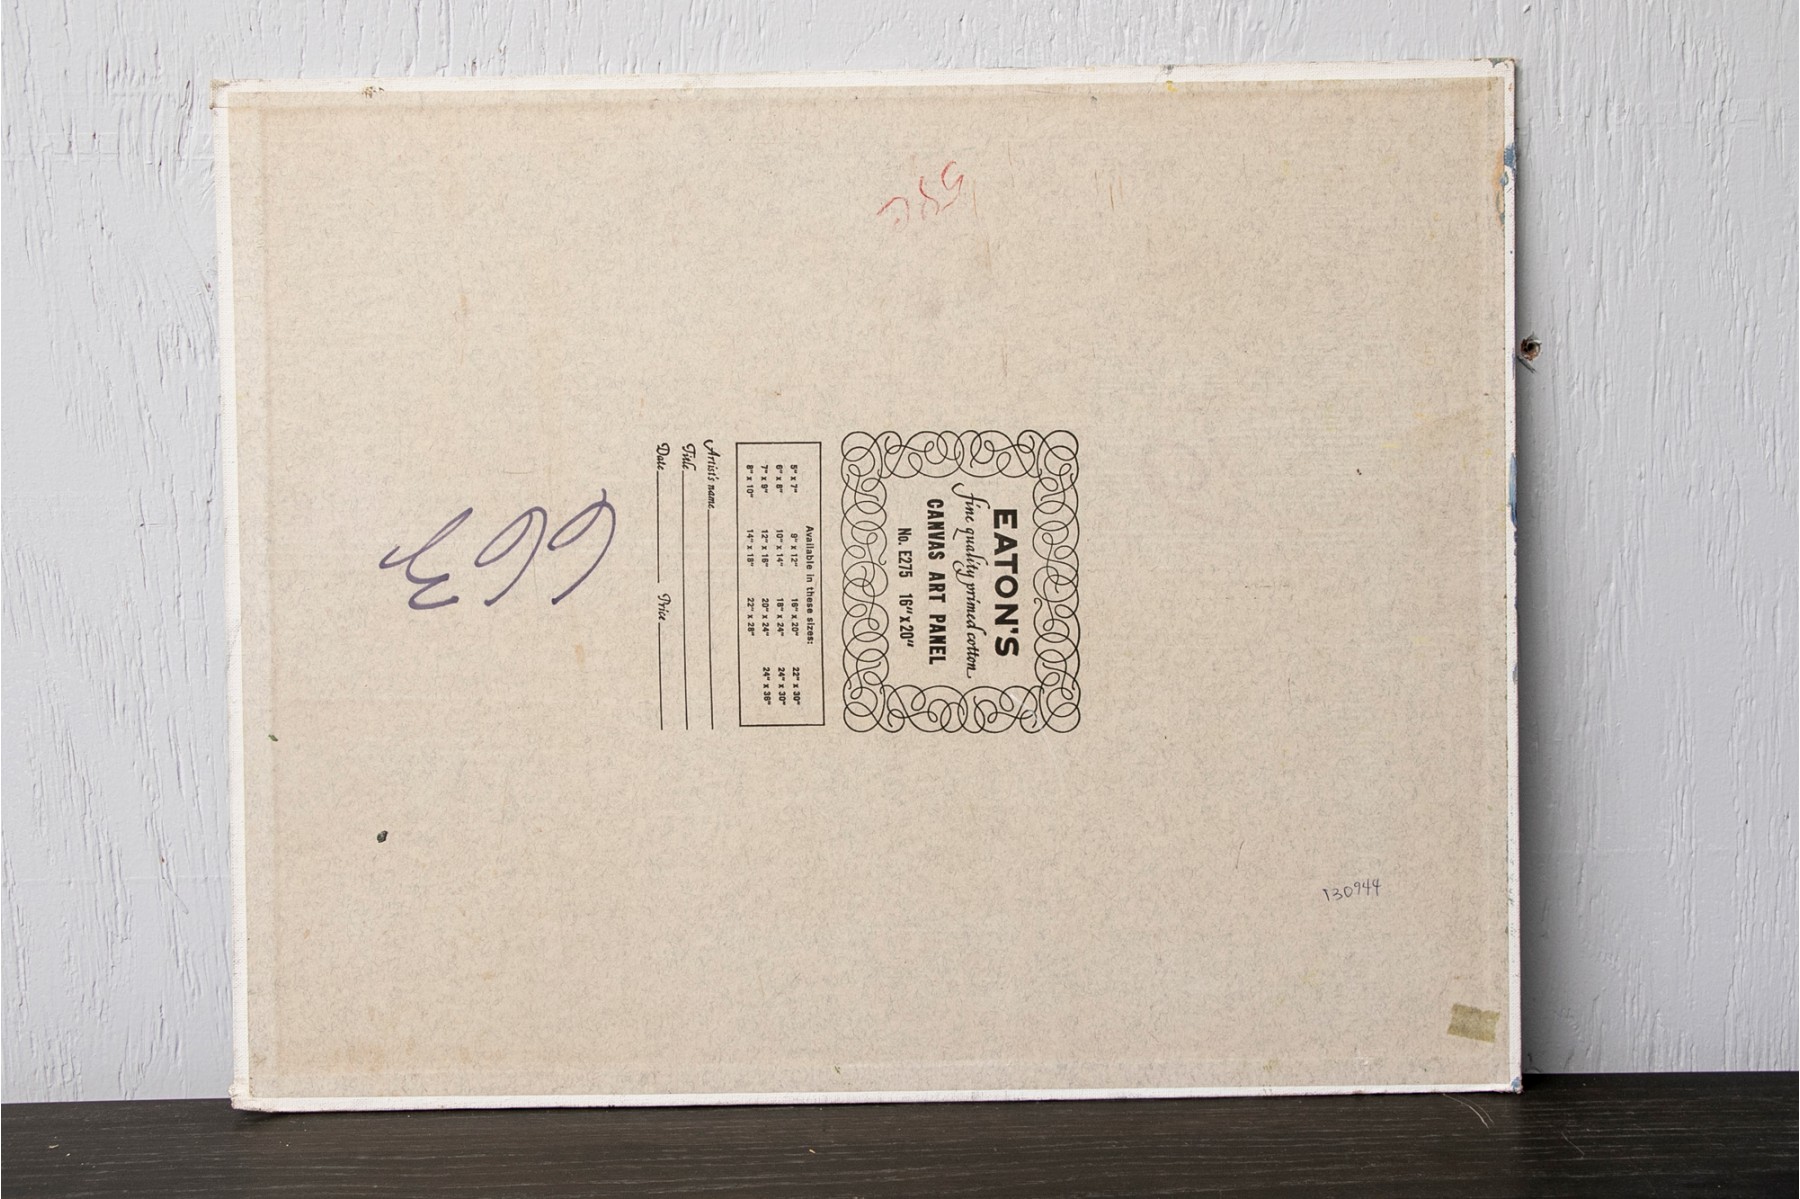 EATON'S
fine quality primed cotton
CANVAS ART PANEL
No. E275 16"x20"
Available in these sizes:
5" x 7" 9" x 12" 16" x 20" 22" x 30"
6" x 8" 10" x 14" 18" x 24" 24" x 30"
7" x 9" 12" x 16" 20" x 24" 24" x 36"
8" x 10" 14" x 18" 22" x 28"
Artist's name
Title
Date Price
130944